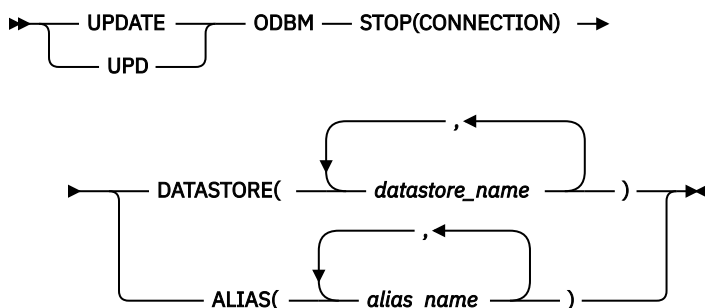 UPDATE ODBM STOP(CONNECTION)
UPD
,
DATASTORE( datastore_name )
,
ALIAS( alias_name )